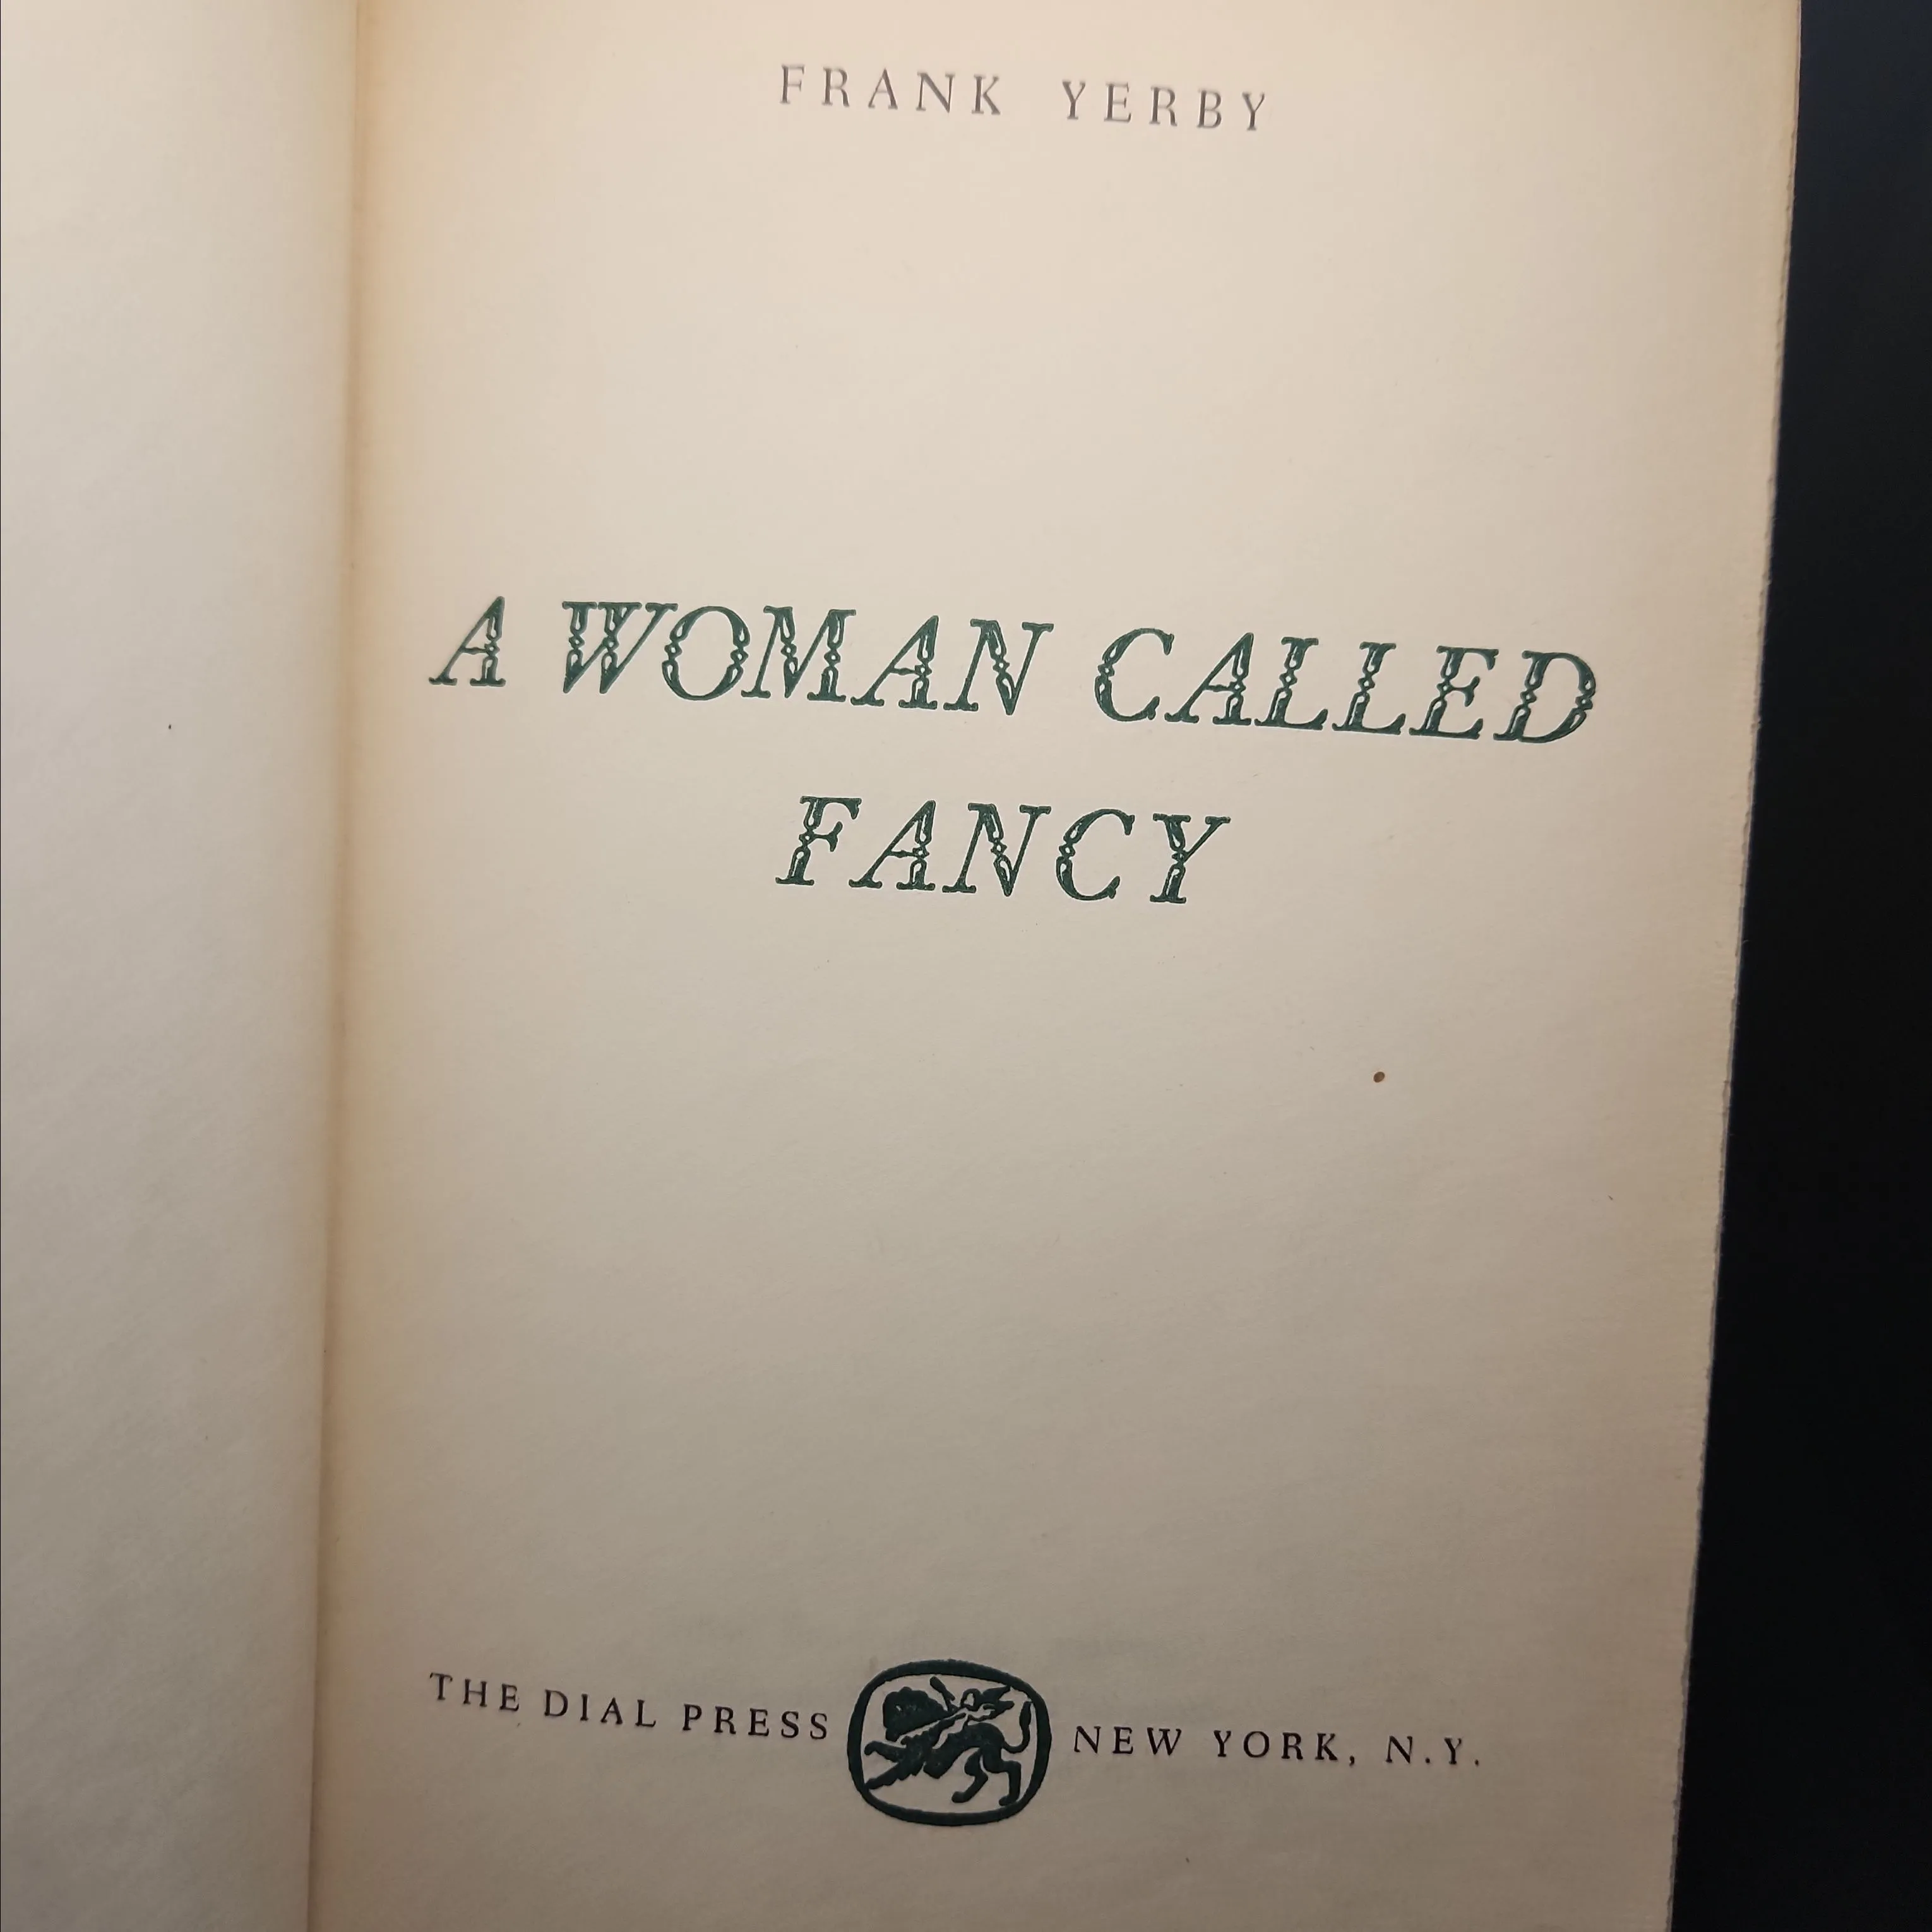 FRANK YERBY
A WOMAN CALLED
FANCY
THE DIAL PRESS NEW YORK, N.Y.